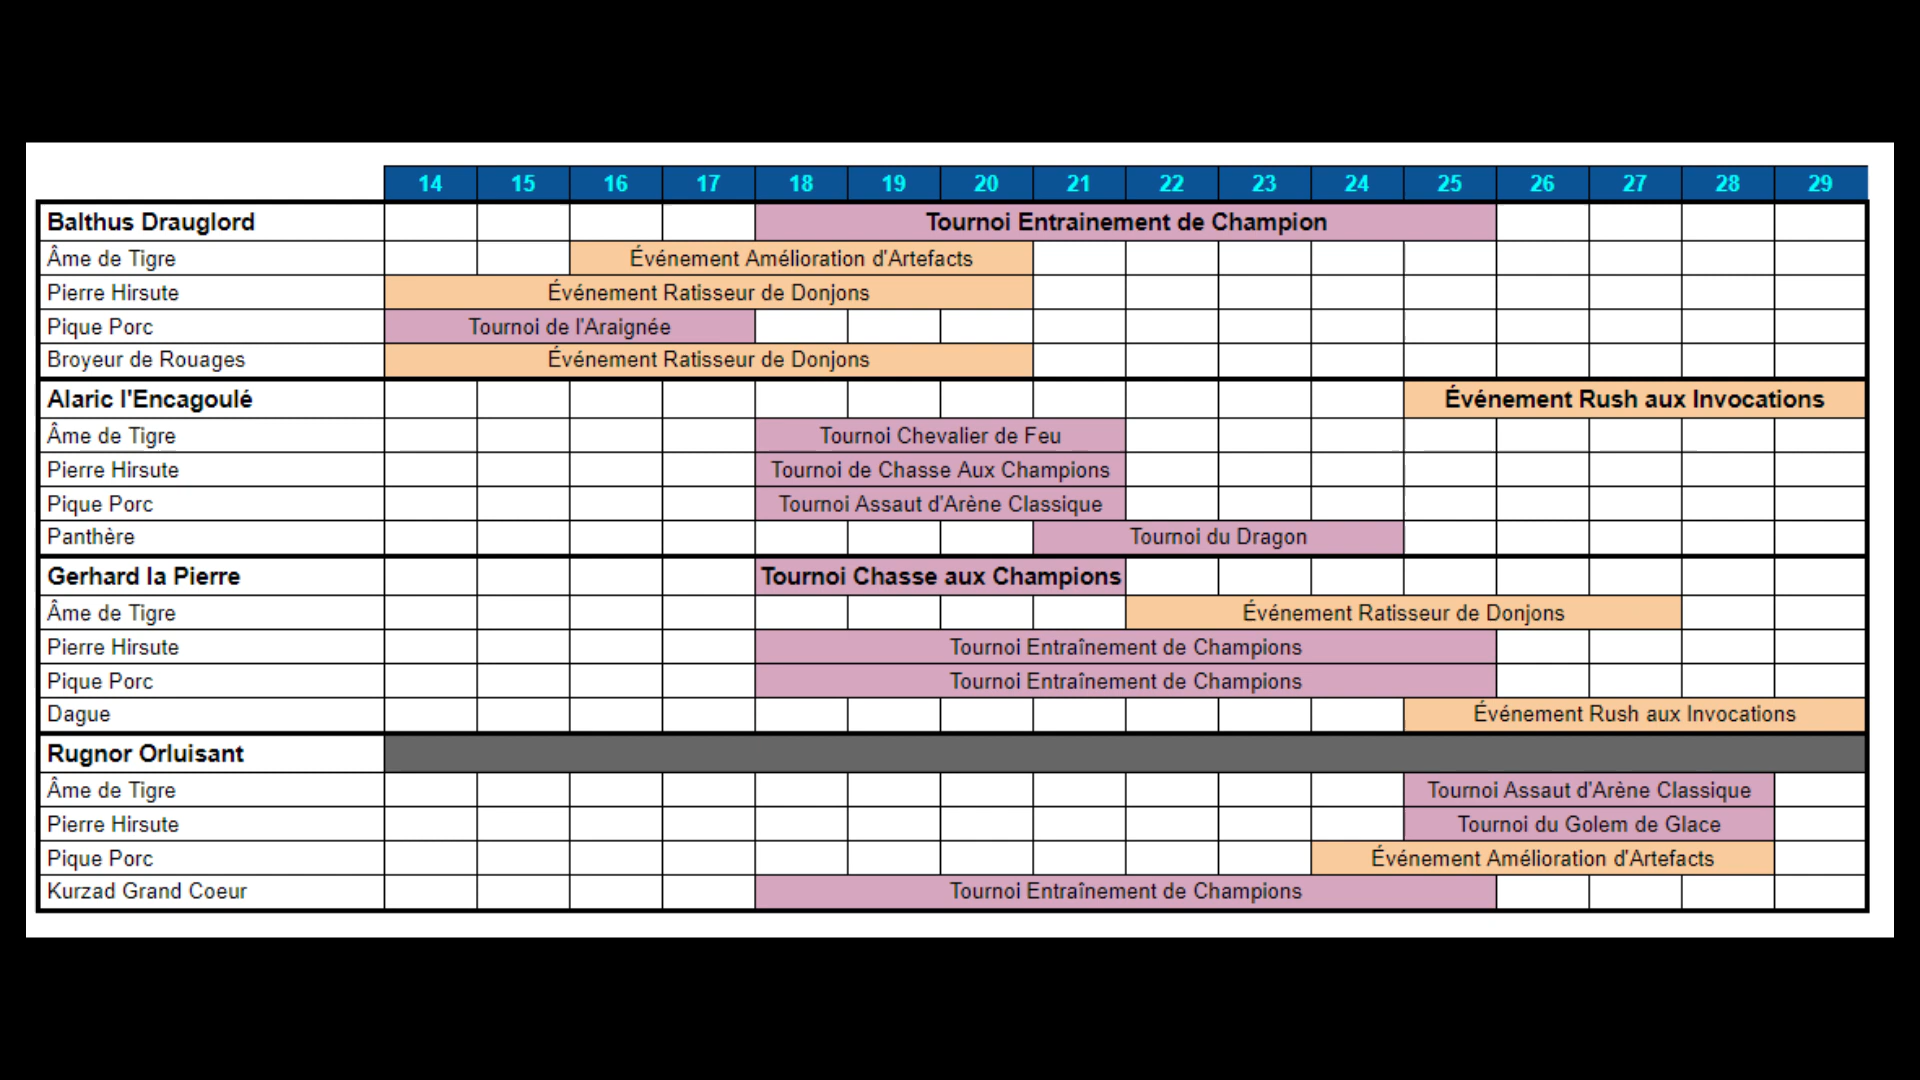 14 15 16 17 18 19 20 21 22 23 24 25 26 27 28 29
Balthus Drauglord Tournoi Entrainement de Champion
Âme de Tigre Événement Amélioration d'Artefacts
Pierre Hirsute Événement Ratisseur de Donjons
Pique Porc Tournoi de l'Araignée
Broyeur de Rouages Événement Ratisseur de Donjons
Alaric l'Encagoulé Événement Rush aux Invocations
Âme de Tigre Tournoi Chevalier de Feu
Pierre Hirsute Tournoi de Chasse Aux Champions
Pique Porc Tournoi Assaut d'Arène Classique
Panthère Tournoi du Dragon
Gerhard la Pierre Tournoi Chasse aux Champions
Âme de Tigre Événement Ratisseur de Donjons
Pierre Hirsute Tournoi Entraînement de Champions
Pique Porc Tournoi Entraînement de Champions
Dague Événement Rush aux Invocations
Rugnor Orluisant
Âme de Tigre Tournoi Assaut d'Arène Classique
Pierre Hirsute Tournoi du Golem de Glace
Pique Porc Événement Amélioration d'Artefacts
Kurzad Grand Coeur Tournoi Entraînement de Champions